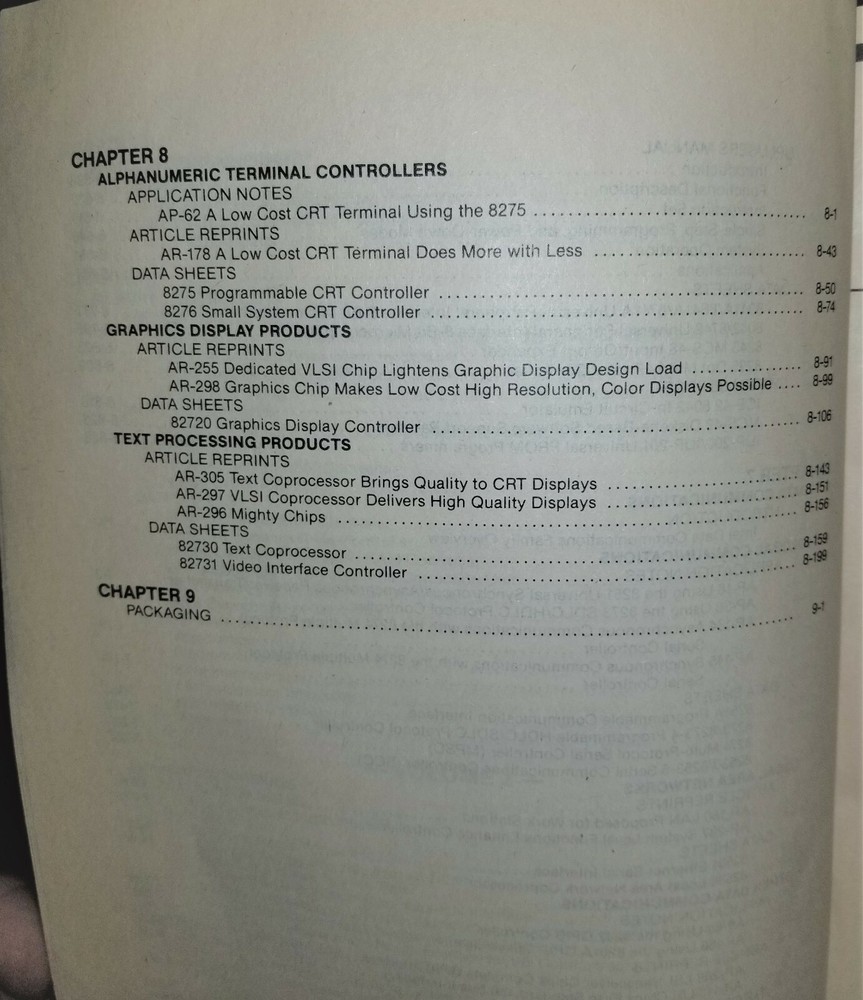 CHAPTER 8
ALPHANUMERIC TERMINAL CONTROLLERS
APPLICATION NOTES
AP-62 A Low Cost CRT Terminal Using the 8275 ........ 8-1
ARTICLE REPRINTS
AR-178 A Low Cost CRT Terminal Does More with Less ........ 8-43
DATA SHEETS
8275 Programmable CRT Controller ........ 8-50
8276 Small System CRT Controller ........ 8-74
GRAPHICS DISPLAY PRODUCTS
ARTICLE REPRINTS
AR-255 Dedicated VLSI Chip Lightens Graphic Display Design Load ........ 8-91
AR-298 Graphics Chip Makes Low Cost High Resolution, Color Displays Possible .... 8-99
DATA SHEETS
82720 Graphics Display Controller ........ 8-106
TEXT PROCESSING PRODUCTS
ARTICLE REPRINTS
AR-305 Text Coprocessor Brings Quality to CRT Displays ........ 8-143
AR-297 VLSI Coprocessor Delivers High Quality Displays ........ 8-151
AR-296 Mighty Chips ........ 8-156
DATA SHEETS
82730 Text Coprocessor ........ 8-159
82731 Video Interface Controller ........ 8-199
CHAPTER 9
PACKAGING ........ 9-1